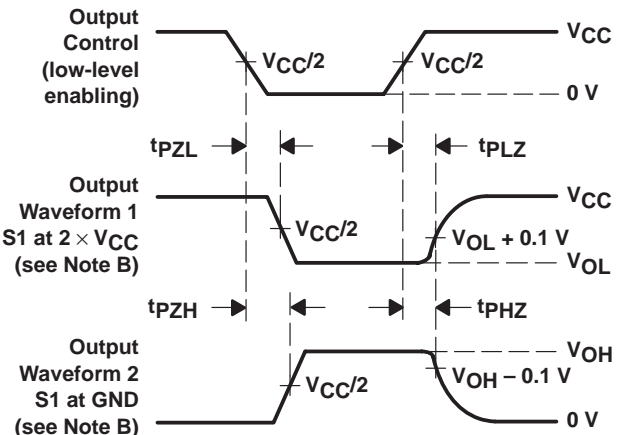 Output
Control
(low-level
enabling)
VCC/2
VCC/2
VCC
0 V
tPZL
tPLZ
Output
Waveform 1
S1 at 2 × VCC
(see Note B)
VCC/2
VCC
VOL + 0.1 V
VOL
tPZH
tPHZ
Output
Waveform 2
S1 at GND
(see Note B)
VCC/2
VOH
VOH – 0.1 V
0 V